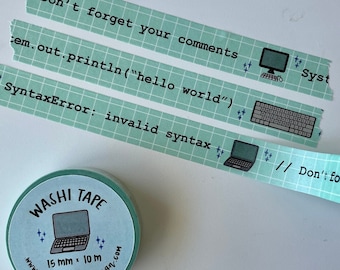 on't forget your comments
Syst
em.out.println("hello world")
SyntaxError: invalid syntax
// Don't fo
WASHI TAPE
15 mm x 10 m